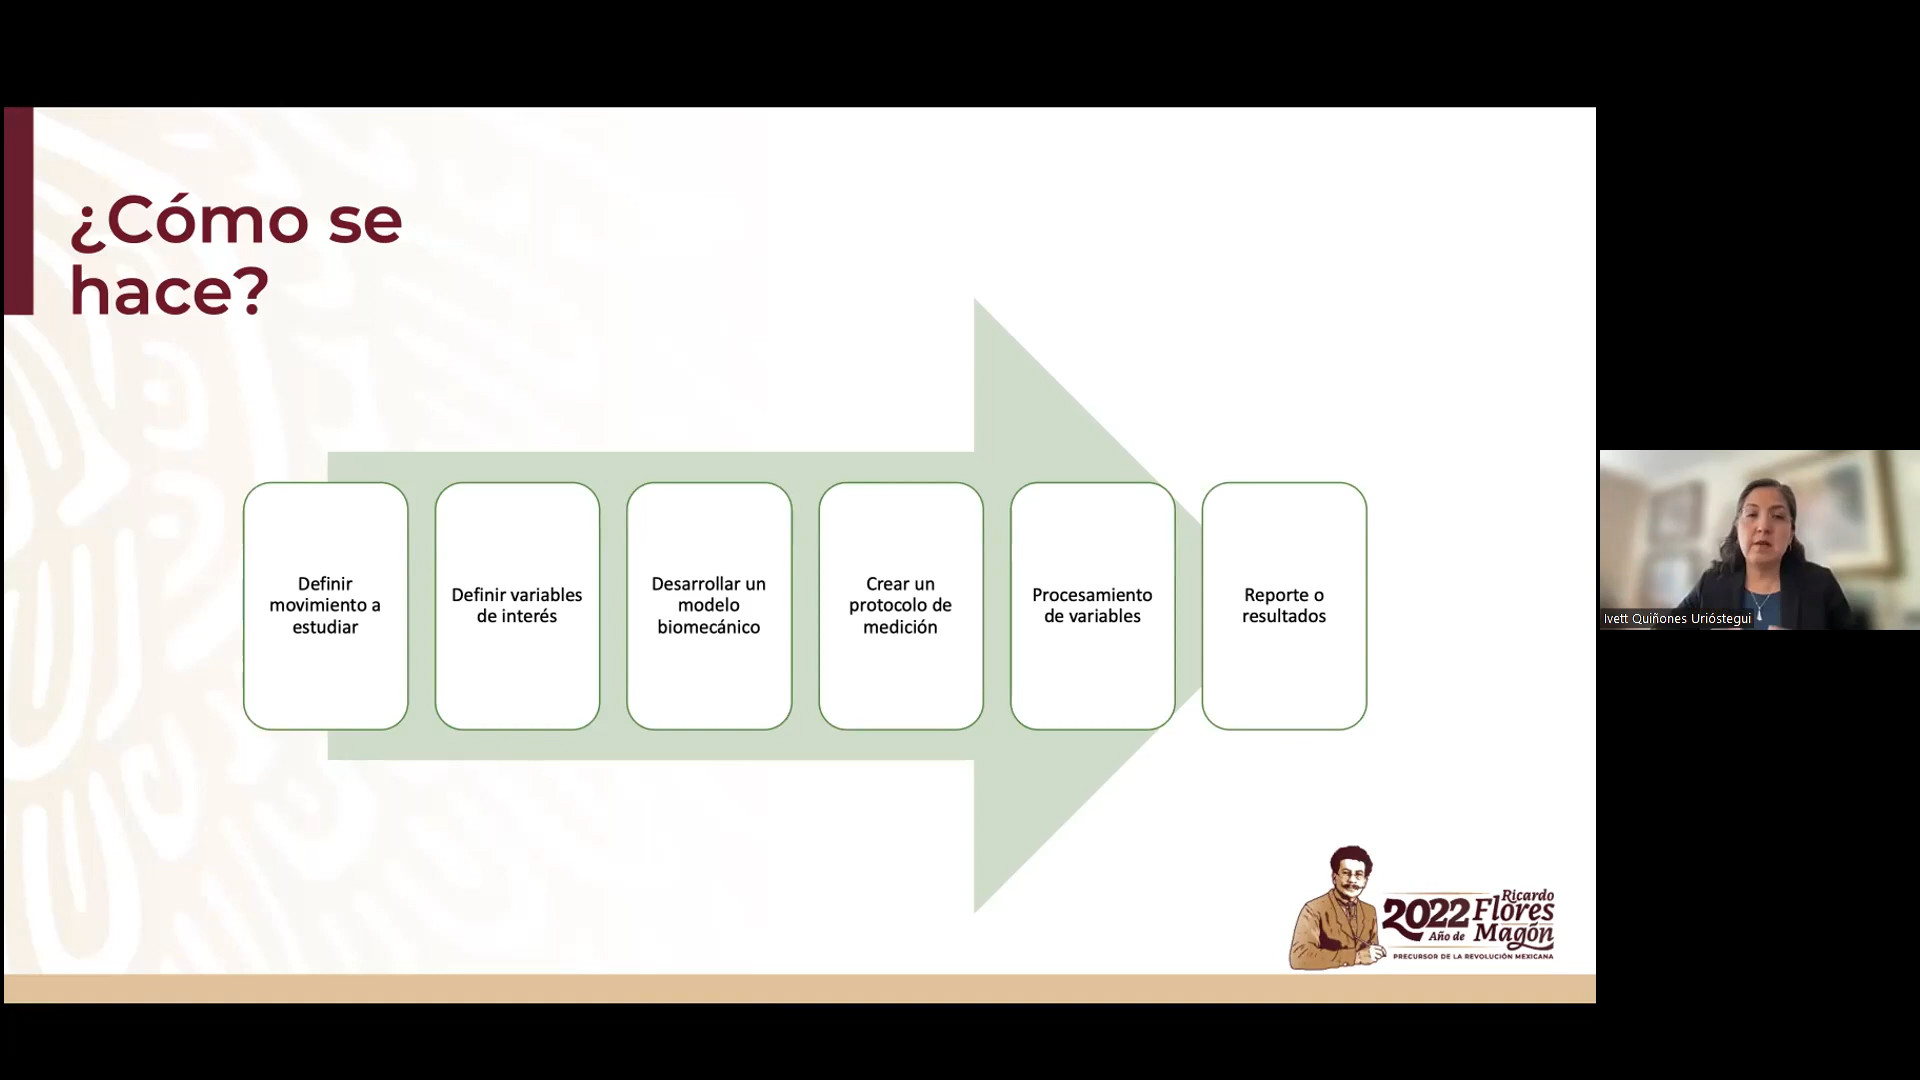 ¿Cómo se
hace?
Definir
movimiento a
estudiar
Definir variables
de interés
Desarrollar un
modelo
biomecánico
Crear un
protocolo de
medición
Procesamiento
de variables
Reporte o
resultados
Ivett Quiñones Urióstegui
2022
Año de
Ricardo
Flores
Magón
PRECURSOR DE LA REVOLUCIÓN MEXICANA